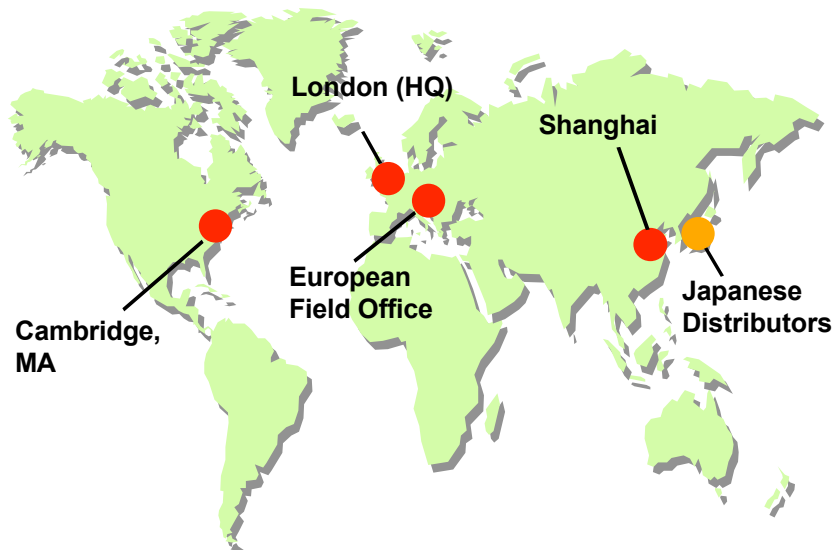 London (HQ)
Shanghai
European
Field Office
Japanese
Distributors
Cambridge,
MA